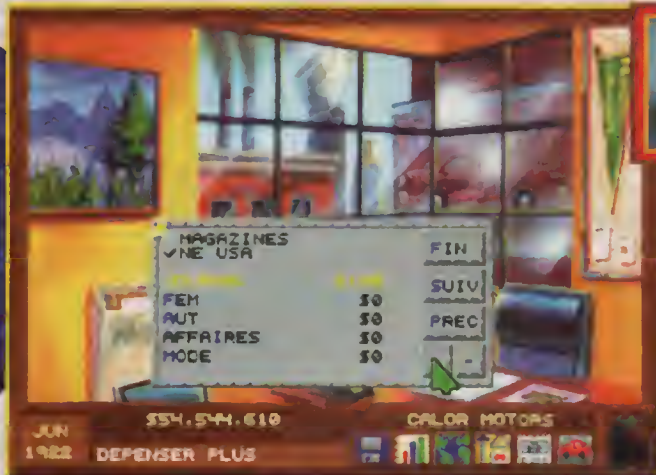 MAGAZINES
✓NE USA
FEM $0
AUT $0
AFFAIRES $0
MODE $0
FIN
SUIV
PREC
$54.544.610
CALOR MOTORS
JUN
1922
DEPENSER PLUS